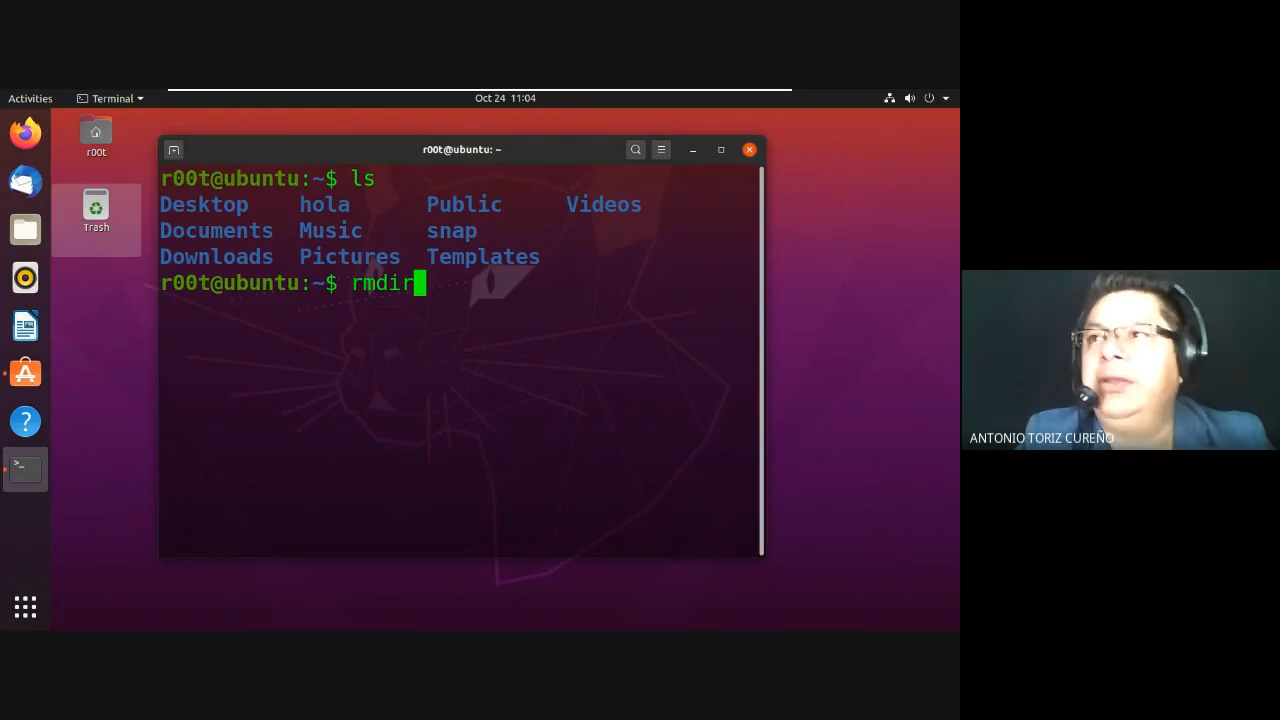 Activities Terminal Oct 24 11:04
r00t
Trash
r00t@ubuntu: ~
r00t@ubuntu:~$ ls
Desktop hola Public Videos
Documents Music snap
Downloads Pictures Templates
r00t@ubuntu:~$ rmdir
ANTONIO TORIZ CUREÑO